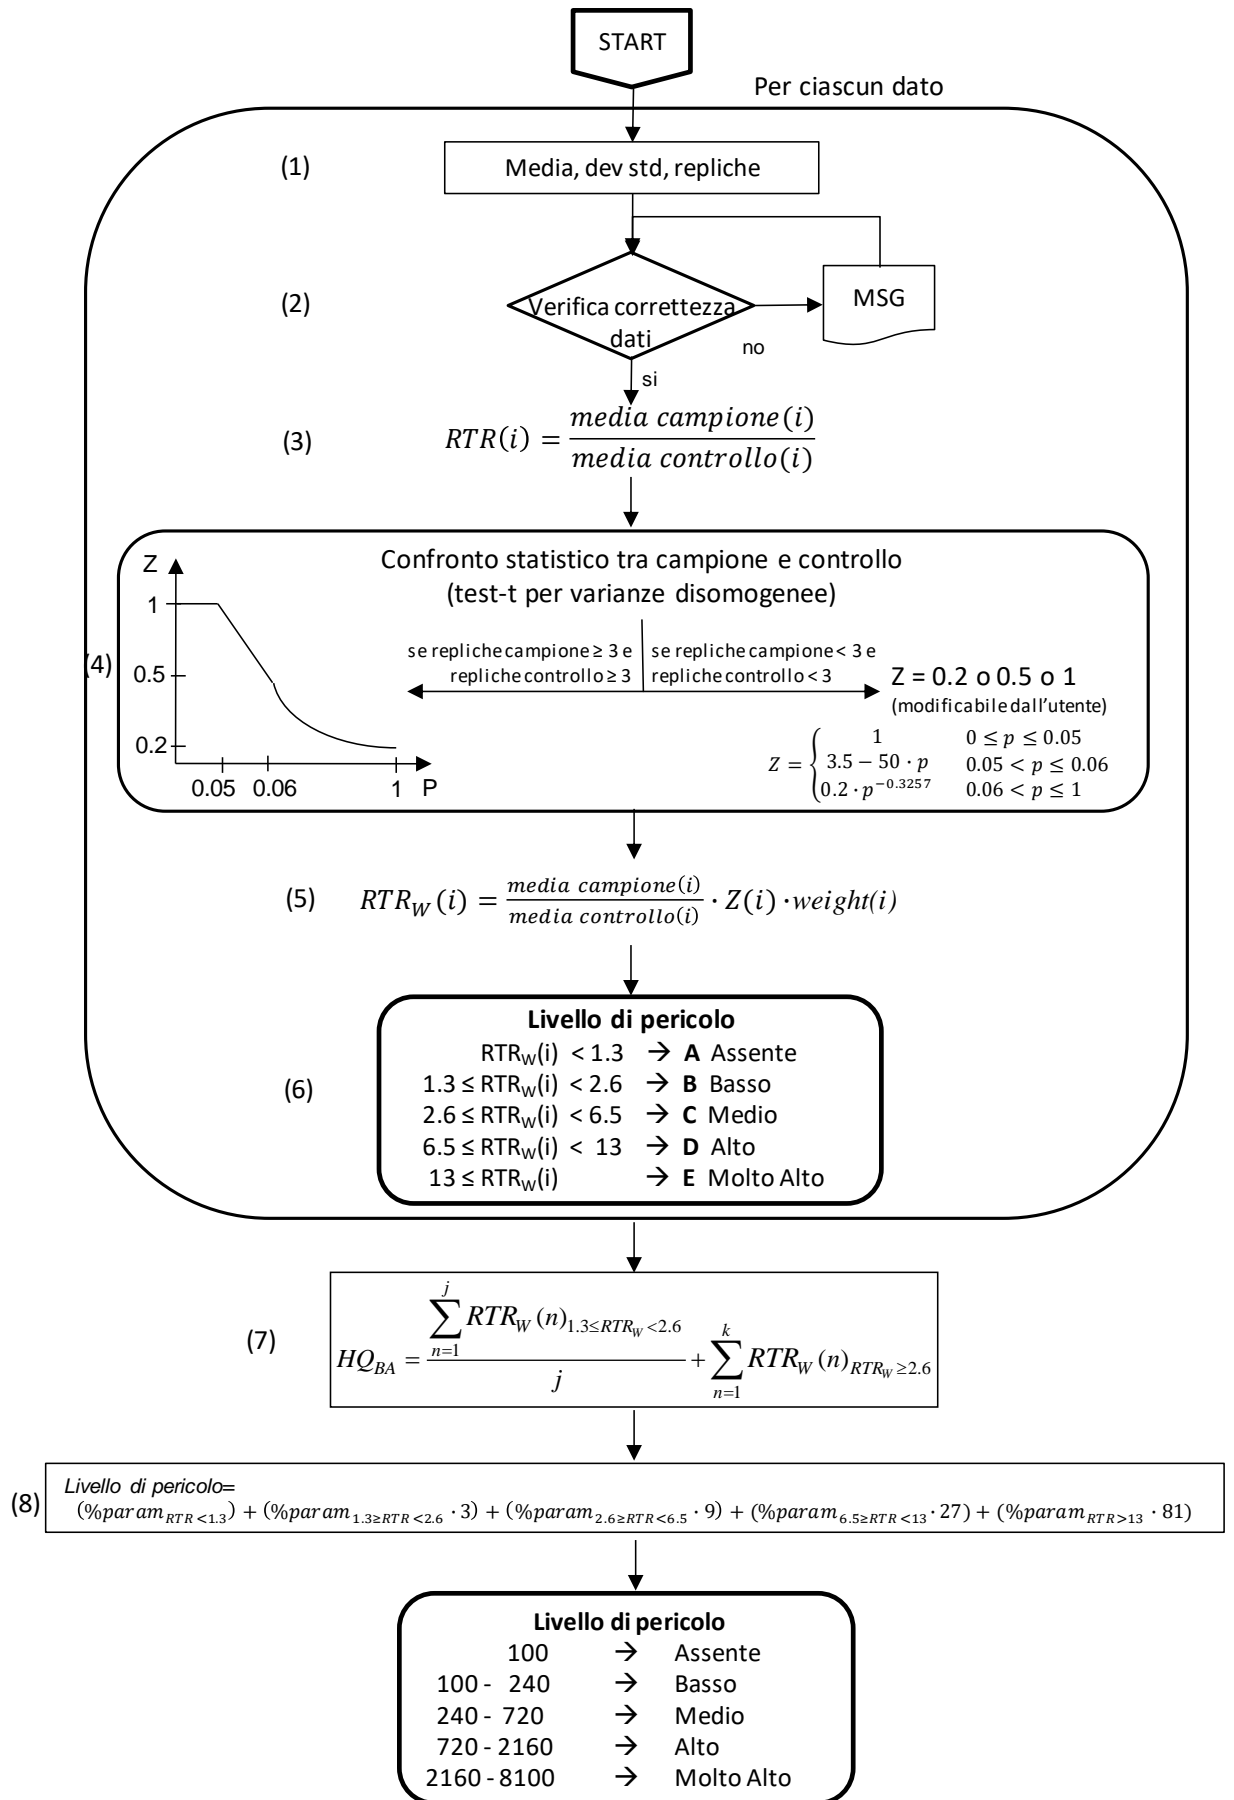 START
Per ciascun dato
(1)
Media, dev std, repliche
(2)
Verifica correttezza
dati
MSG
no
si
(3)
RTR(i) = media campione(i) / media controllo(i)
(4)
Confronto statistico tra campione e controllo
(test-t per varianze disomogenee)
Z
1
0.5
0.2
0.05 0.06 1 P
se repliche campione ≥ 3 e
repliche controllo ≥ 3
se repliche campione < 3 e
repliche controllo < 3
Z = 0.2 o 0.5 o 1
(modificabile dall'utente)
Z = { 1 0 ≤ p ≤ 0.05
3.5 − 50 · p 0.05 < p ≤ 0.06
0.2 · p^−0.3257 0.06 < p ≤ 1
(5)
RTR_W(i) = media campione(i) / media controllo(i) · Z(i) · weight(i)
(6)
Livello di pericolo
RTR_W(i) < 1.3 → A Assente
1.3 ≤ RTR_W(i) < 2.6 → B Basso
2.6 ≤ RTR_W(i) < 6.5 → C Medio
6.5 ≤ RTR_W(i) < 13 → D Alto
13 ≤ RTR_W(i) → E Molto Alto
(7)
HQ_BA = ∑_{n=1}^{j} RTR_W(n)_{1.3≤RTR_W<2.6} / j + ∑_{n=1}^{k} RTR_W(n)_{RTR_W≥2.6}
(8)
Livello di pericolo=
(%param_{RTR<1.3}) + (%param_{1.3≥RTR<2.6} · 3) + (%param_{2.6≥RTR<6.5} · 9) + (%param_{6.5≥RTR<13} · 27) + (%param_{RTR>13} · 81)
Livello di pericolo
100 → Assente
100 - 240 → Basso
240 - 720 → Medio
720 - 2160 → Alto
2160 - 8100 → Molto Alto